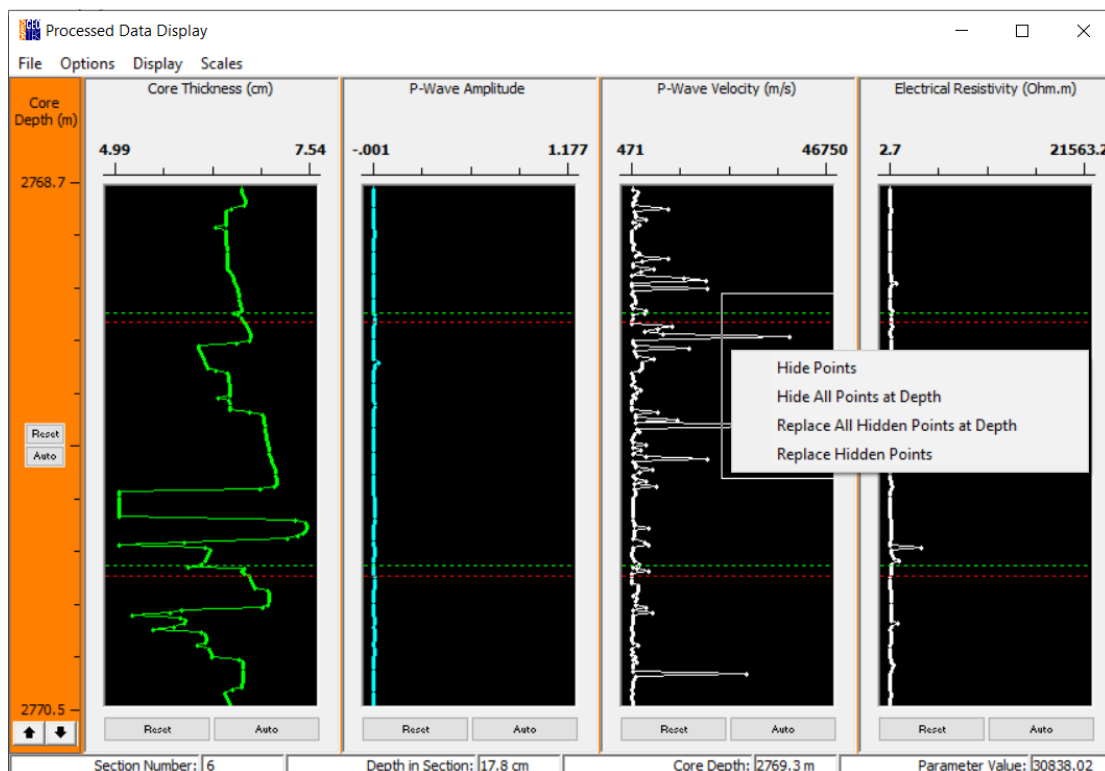 GEO
TEK
Processed Data Display
File Options Display Scales
Core
Depth (m)
Core Thickness (cm)
P-Wave Amplitude
P-Wave Velocity (m/s)
Electrical Resistivity (Ohm.m)
4.99 7.54
-.001 1.177
471 46750
2.7 21563.2
2768.7
Hide Points
Hide All Points at Depth
Replace All Hidden Points at Depth
Replace Hidden Points
Reset
Auto
2770.5
Reset Auto
Reset Auto
Reset Auto
Reset Auto
Section Number: 6
Depth in Section: 17.8 cm
Core Depth: 2769.3 m
Parameter Value: 30838.02